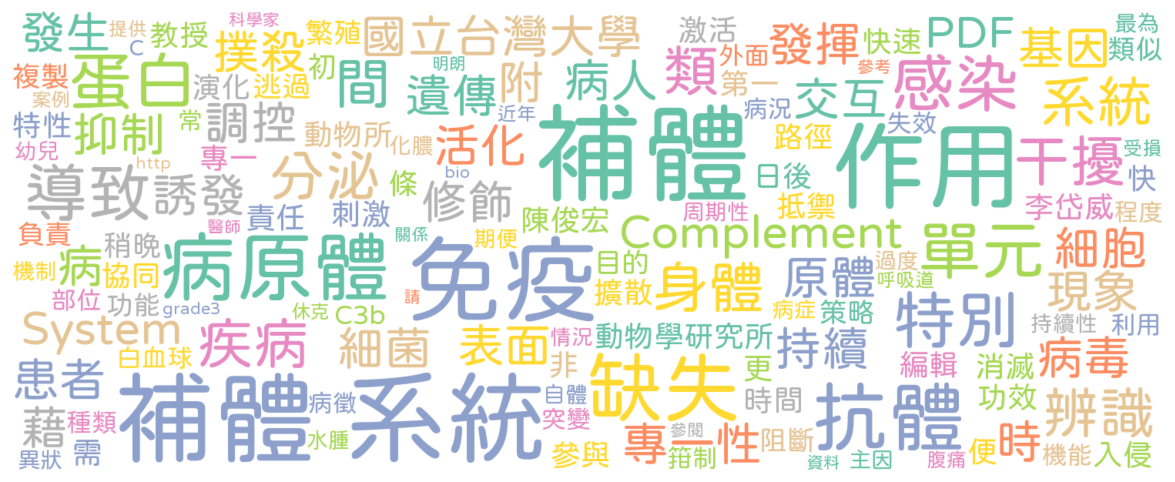 科學家
發生 提供 C 教授
撲殺
繁殖
國立台灣大學
激活
發揮
快速
PDF
基因
最為
類似
複製
蛋白
演化
逃過
初
間
明朗
遺傳
附
病人
類
外面
第一
參考
感染
系統
案例
特性
抑制
常
調控
動物所
化膿
近年
補體
病況
交互
作用
失效
路徑
干擾
受損
幼兒
http
專一
活化
bio
快
導致
誘發
分泌
修飾
條
日後
抵禦
李岱威
程度
負責
醫師
責任
刺激
陳俊宏
周期性
Complement
單元
細胞
稍晚
病原體
關係
期便
免疫
機制
病
協同
目的
身體
原體
過度
呼吸道
現象
部位
功能
grade3
休克
C3b
請
擴散
病症
策略
特別
持續性
利用
System
疾病
細菌
表面
情況
動物學研究所
持續
白血球
非
缺失
更
編輯
消滅
病毒
患者
補體
系統
病徵
自體
時間
抗體
功效
辨識
藉
種類
水腫
突變
參閱
異狀
需
參與
專一性
箝制
阻斷
資料
主因
腹痛
便
時
機能
入侵